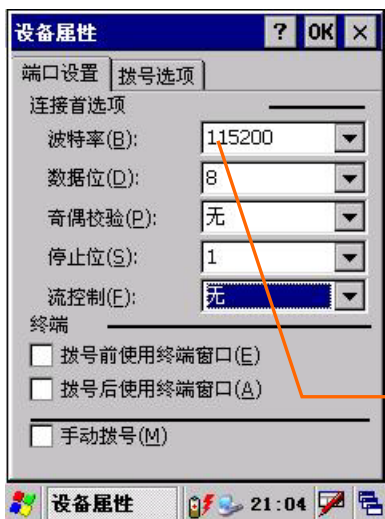 设备属性 ? OK ×
端口设置 拨号选项
连接首选项
波特率(B): 115200
数据位(D): 8
奇偶校验(P): 无
停止位(S): 1
流控制(F): 无
终端
拨号前使用终端窗口(E)
拨号后使用终端窗口(A)
手动拨号(M)
设备属性 21:04